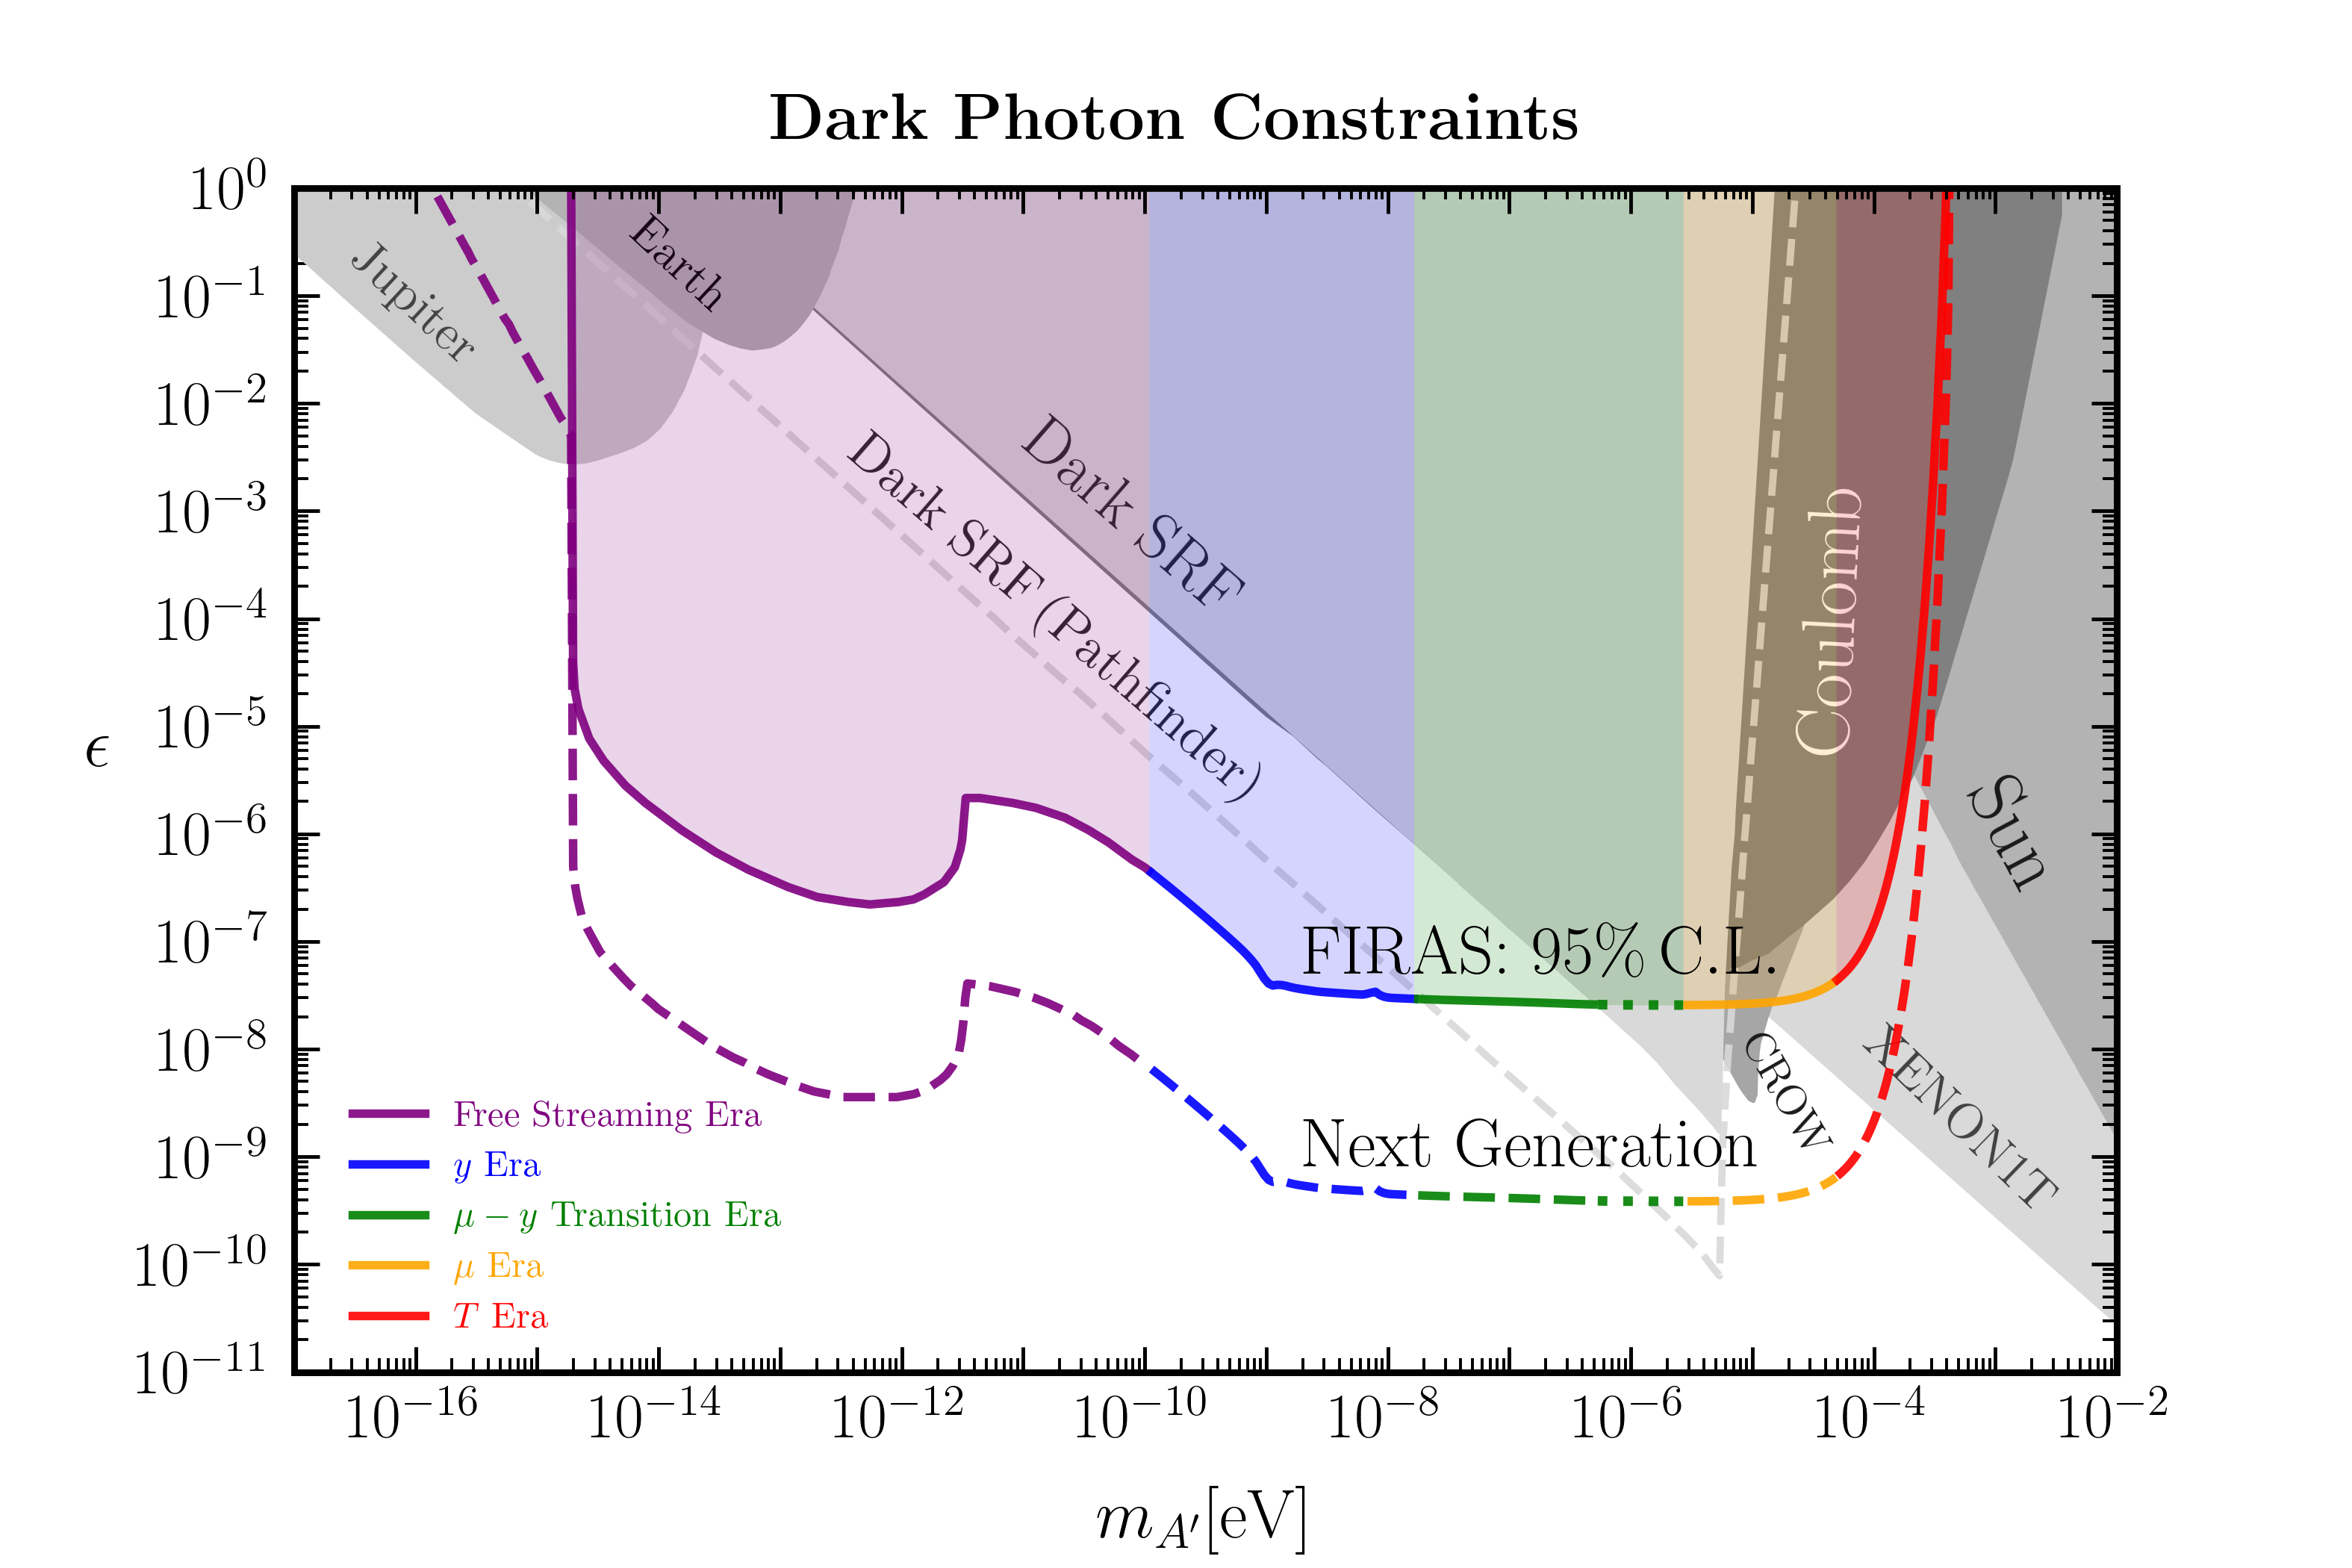 Dark Photon Constraints
10⁰
10⁻¹
10⁻²
10⁻³
10⁻⁴
10⁻⁵
10⁻⁶
10⁻⁷
10⁻⁸
10⁻⁹
10⁻¹⁰
10⁻¹¹
ϵ
Jupiter
Earth
Dark SRF
Dark SRF (Pathfinder)
Coulomb
Sun
FIRAS: 95% C.L.
CROW
XENON1T
Next Generation
Free Streaming Era
y Era
μ − y Transition Era
μ Era
T Era
10⁻¹⁶ 10⁻¹⁴ 10⁻¹² 10⁻¹⁰ 10⁻⁸ 10⁻⁶ 10⁻⁴ 10⁻²
m_A′[eV]